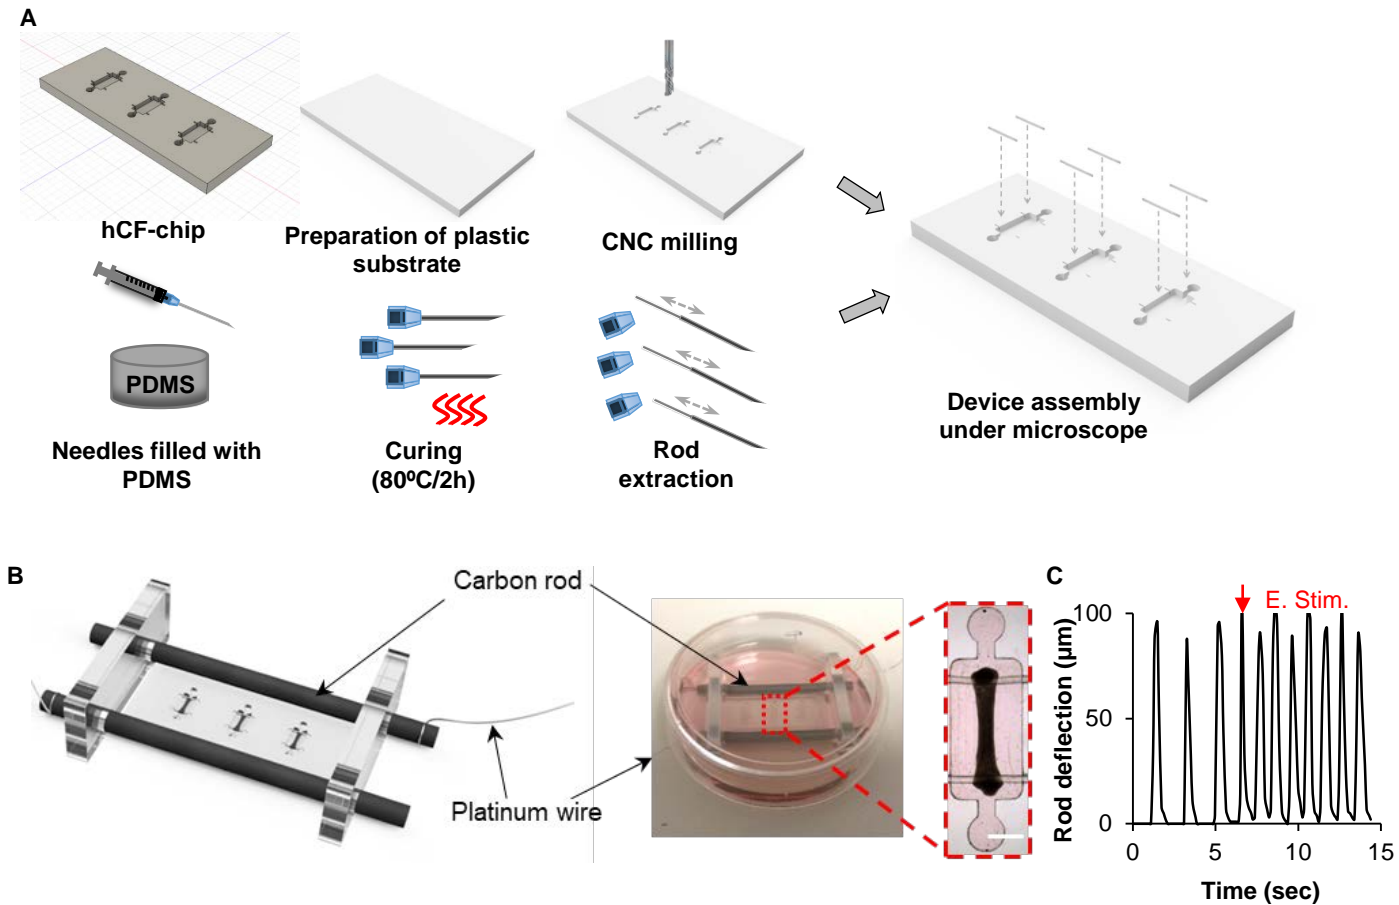 A
hCF-chip
Preparation of plastic
substrate
CNC milling
PDMS
Needles filled with
PDMS
Curing
(80ºC/2h)
Rod
extraction
Device assembly
under microscope
B
Carbon rod
Platinum wire
C
E. Stim.
Rod deflection (µm)
100
50
0
0
5
10
15
Time (sec)